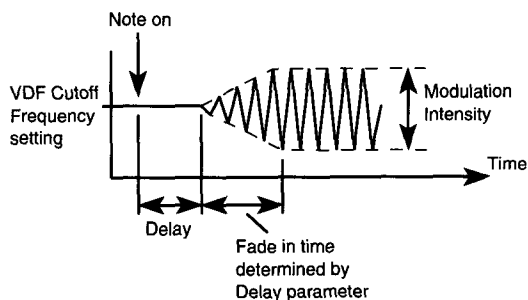 Note on
VDF Cutoff
Frequency
setting
Modulation
Intensity
Time
Delay
Fade in time
determined by
Delay parameter